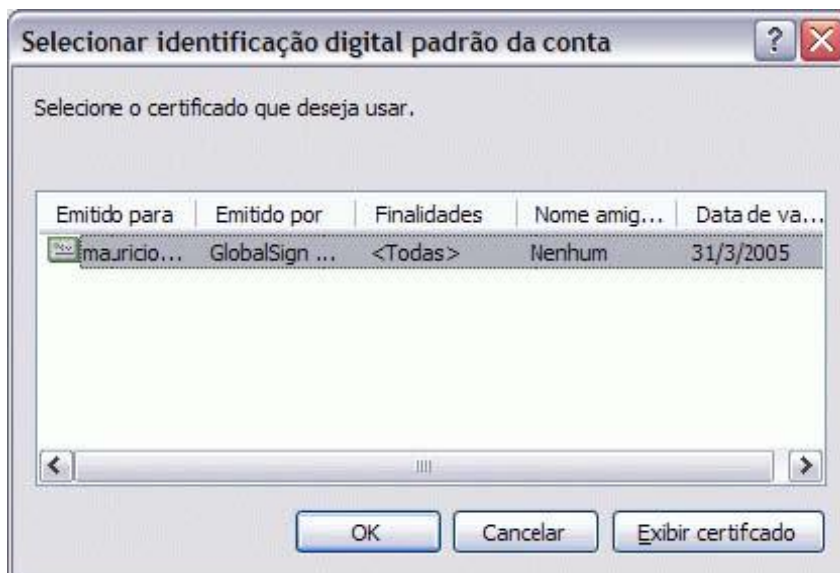 Selecionar identificação digital padrão da conta
Selecione o certificado que deseja usar.
Emitido para Emitido por Finalidades Nome amig... Data de va...
mauricio... GlobalSign ... <Todas> Nenhum 31/3/2005
OK Cancelar Exibir certifcado